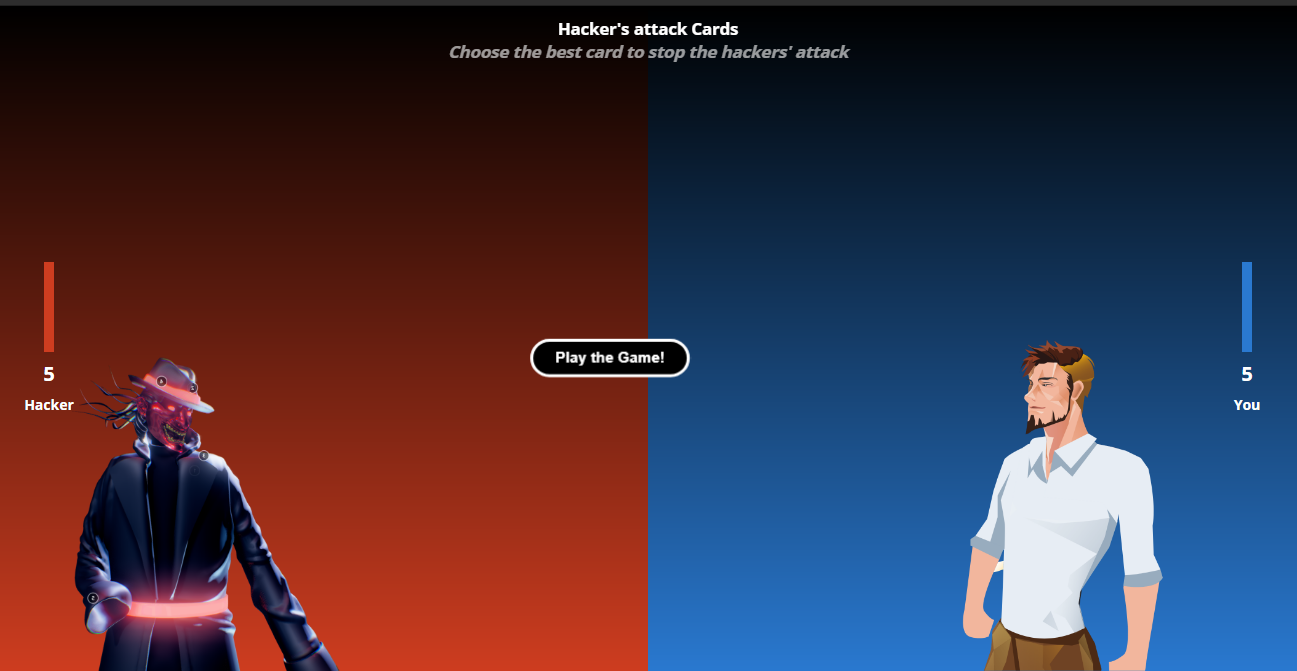 Hacker's attack Cards
Choose the best card to stop the hackers' attack
Play the Game!
5
Hacker
5
You